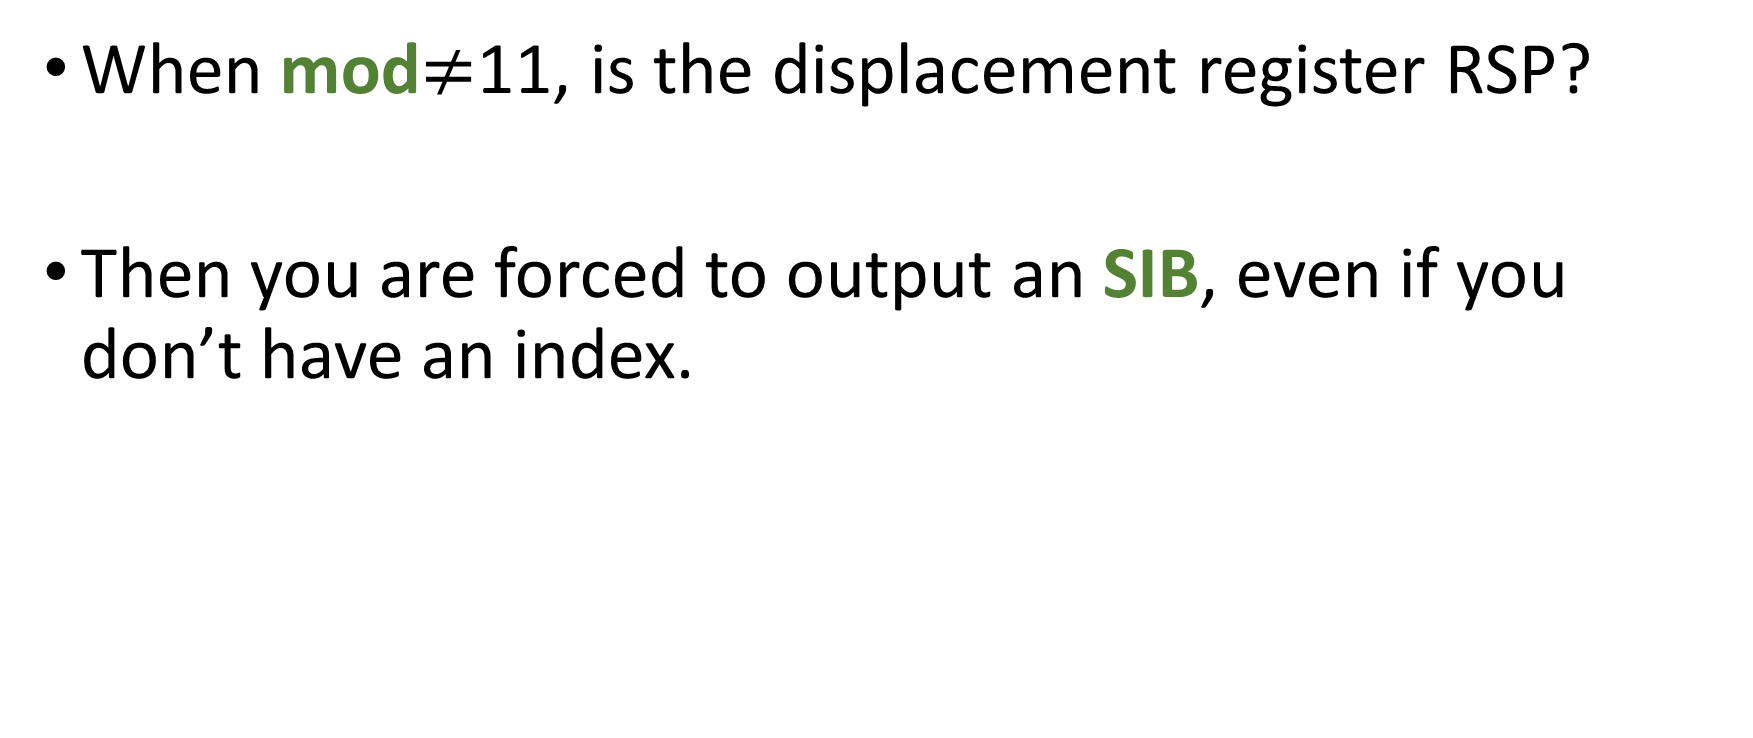 • When mod≠11, is the displacement register RSP?
• Then you are forced to output an SIB, even if you
don’t have an index.